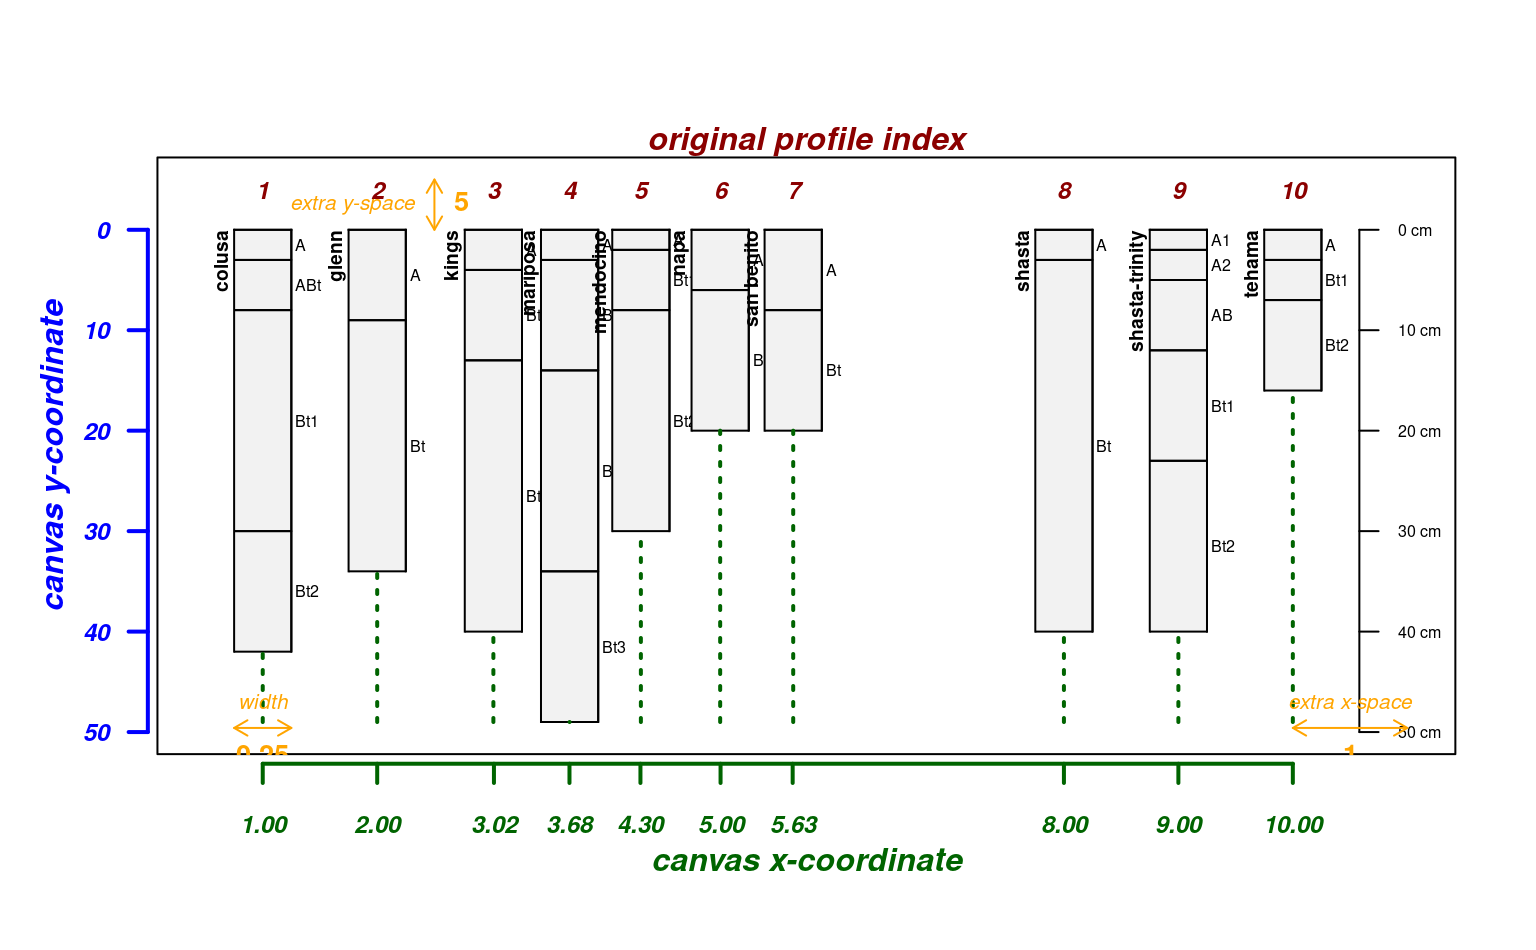 original profile index
1 2 3 4 5 6 7 8 9 10
extra y-space 5
canvas y-coordinate
0
10
20
30
40
50
colusa
A
ABt
Bt1
Bt2
glenn
A
Bt
kings
Bt
mariposa
A
B
B
Bt3
mendocino
Bt
Bt2
napa
A
B
san benito
A
Bt
shasta
A
Bt
shasta-trinity
A1
A2
AB
Bt1
Bt2
tehama
A
Bt1
Bt2
0 cm
10 cm
20 cm
30 cm
40 cm
50 cm
width
0.25
extra x-space
1
1.00 2.00 3.02 3.68 4.30 5.00 5.63 8.00 9.00 10.00
canvas x-coordinate